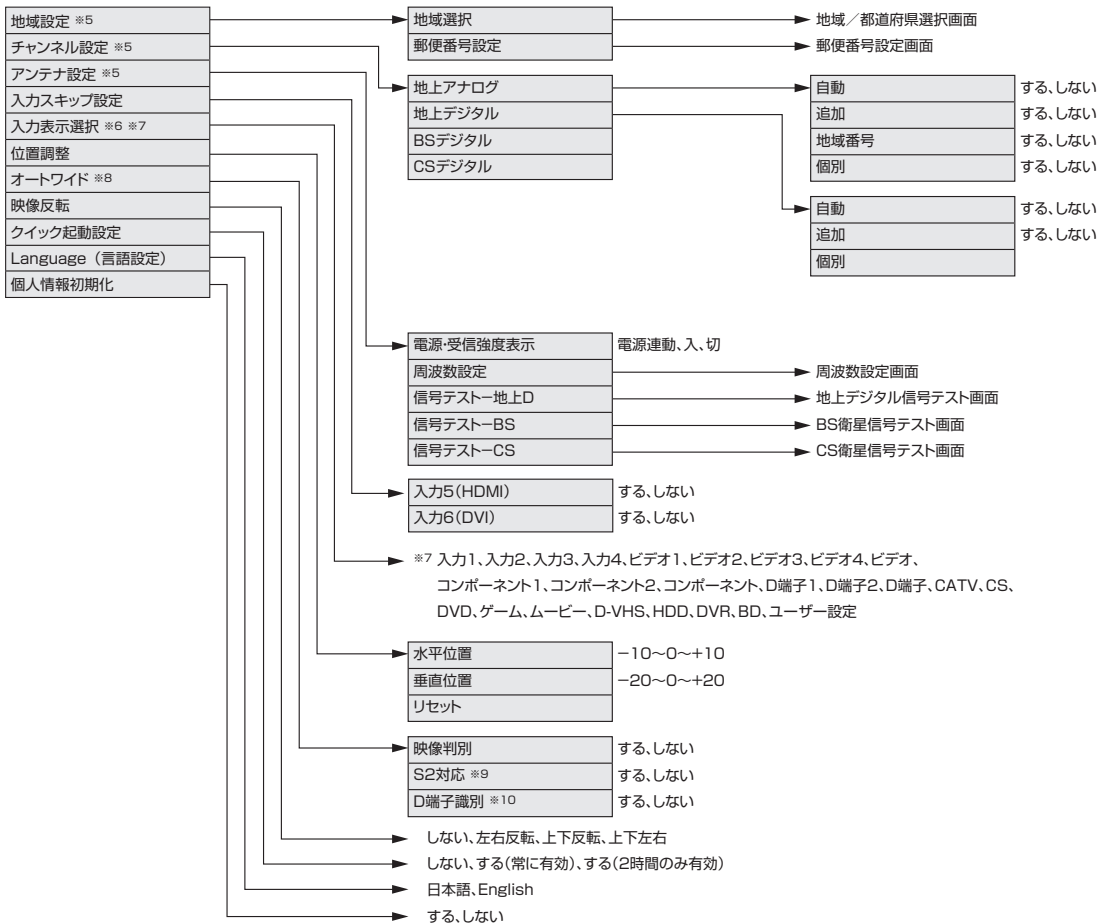 地域設定 ※5
チャンネル設定 ※5
アンテナ設定 ※5
入力スキップ設定
入力表示選択 ※6 ※7
位置調整
オートワイド ※8
映像反転
クイック起動設定
Language（言語設定）
個人情報初期化
地域選択
地域／都道府県選択画面
郵便番号設定
郵便番号設定画面
地上アナログ
地上デジタル
BSデジタル
CSデジタル
自動
する、しない
追加
する、しない
地域番号
する、しない
個別
する、しない
自動
する、しない
追加
する、しない
個別
電源・受信強度表示
電源連動、入、切
周波数設定
周波数設定画面
信号テストー地上D
地上デジタル信号テスト画面
信号テストーBS
BS衛星信号テスト画面
信号テストーCS
CS衛星信号テスト画面
入力5（HDMI）
する、しない
入力6（DVI）
する、しない
※7 入力1、入力2、入力3、入力4、ビデオ1、ビデオ2、ビデオ3、ビデオ4、ビデオ、
コンポーネント1、コンポーネント2、コンポーネント、D端子1、D端子2、D端子、CATV、CS、
DVD、ゲーム、ムービー、D-VHS、HDD、DVR、BD、ユーザー設定
水平位置
−10～0～+10
垂直位置
−20～0～+20
リセット
映像判別
する、しない
S2対応 ※9
する、しない
D端子識別 ※10
する、しない
しない、左右反転、上下反転、上下左右
しない、する（常に有効）、する（2時間のみ有効）
日本語、English
する、しない